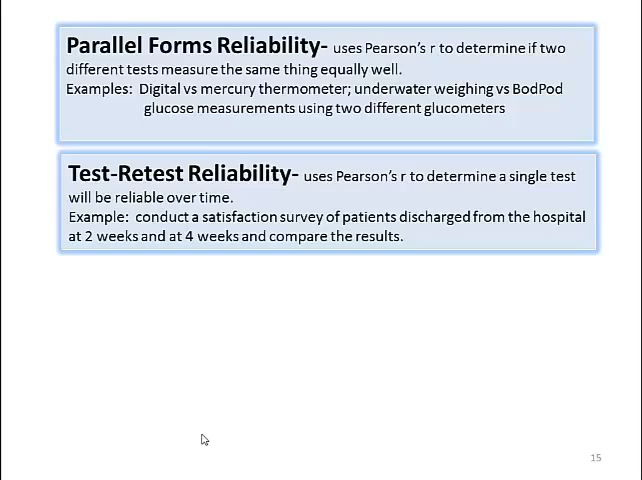 Parallel Forms Reliability- uses Pearson's r to determine if two
different tests measure the same thing equally well.
Examples: Digital vs mercury thermometer; underwater weighing vs BodPod
glucose measurements using two different glucometers
Test-Retest Reliability- uses Pearson's r to determine a single test
will be reliable over time.
Example: conduct a satisfaction survey of patients discharged from the hospital
at 2 weeks and at 4 weeks and compare the results.
15